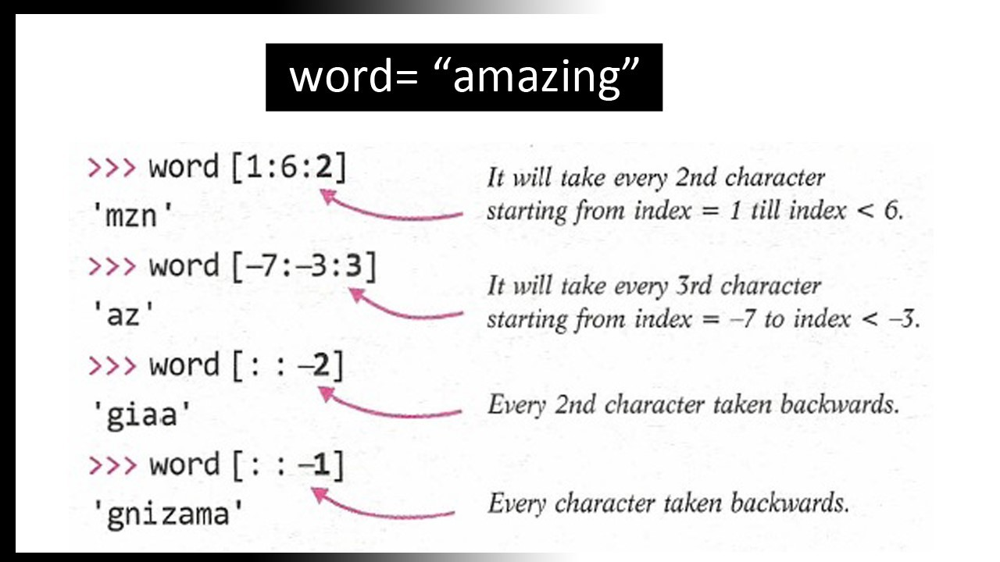 word= “amazing”
>>> word [1:6:2]
It will take every 2nd character
starting from index = 1 till index < 6.
'mzn'
>>> word [–7:–3:3]
It will take every 3rd character
starting from index = –7 to index < –3.
'az'
>>> word [: : –2]
Every 2nd character taken backwards.
'giaa'
>>> word [: : –1]
Every character taken backwards.
'gnizama'